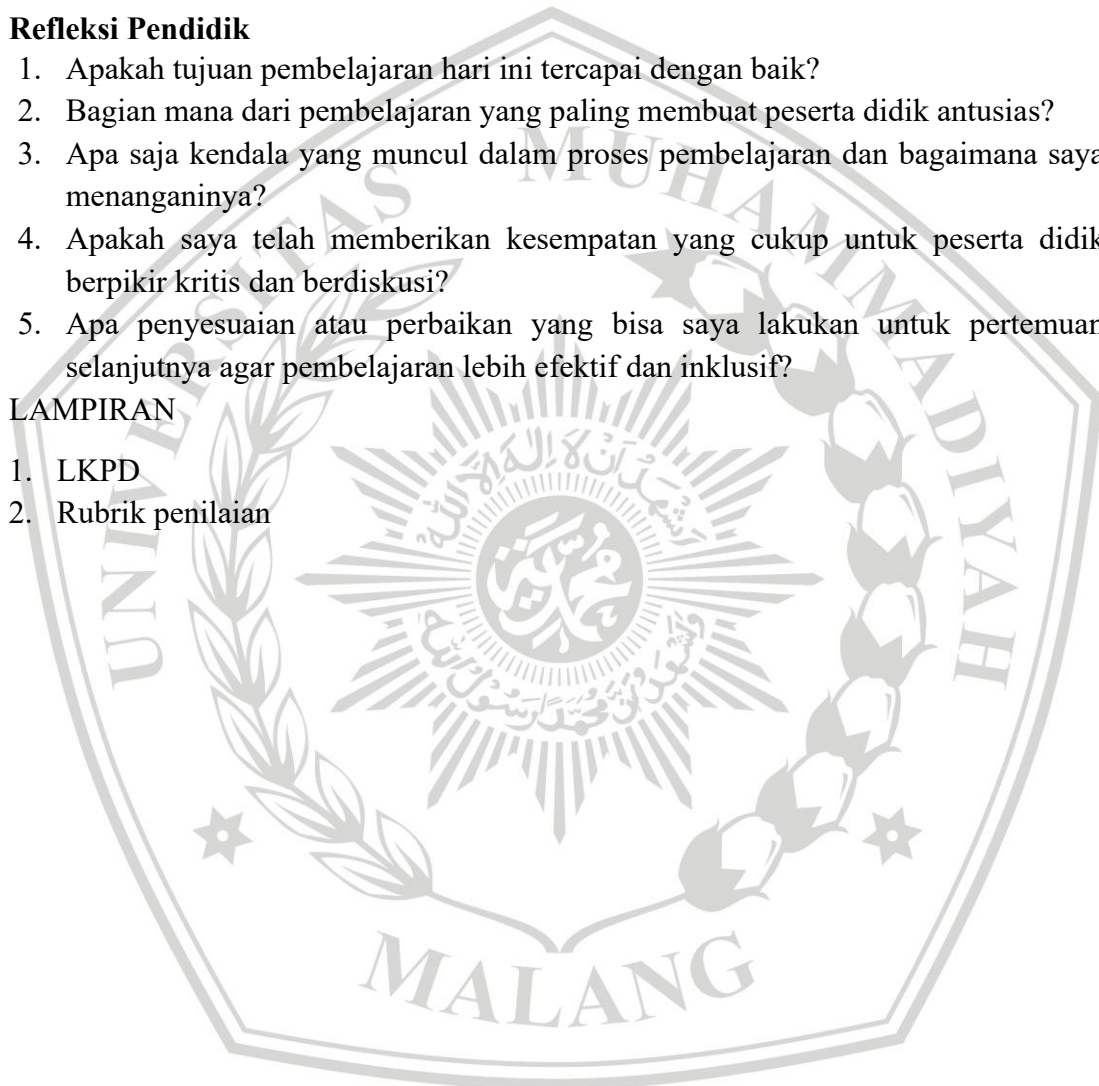 Refleksi Pendidik
1. Apakah tujuan pembelajaran hari ini tercapai dengan baik?
2. Bagian mana dari pembelajaran yang paling membuat peserta didik antusias?
3. Apa saja kendala yang muncul dalam proses pembelajaran dan bagaimana saya
menanganinya?
4. Apakah saya telah memberikan kesempatan yang cukup untuk peserta didik
berpikir kritis dan berdiskusi?
5. Apa penyesuaian atau perbaikan yang bisa saya lakukan untuk pertemuan
selanjutnya agar pembelajaran lebih efektif dan inklusif?
LAMPIRAN
1. LKPD
2. Rubrik penilaian
UNIVERSITAS MUHAMMADIYAH
MALANG